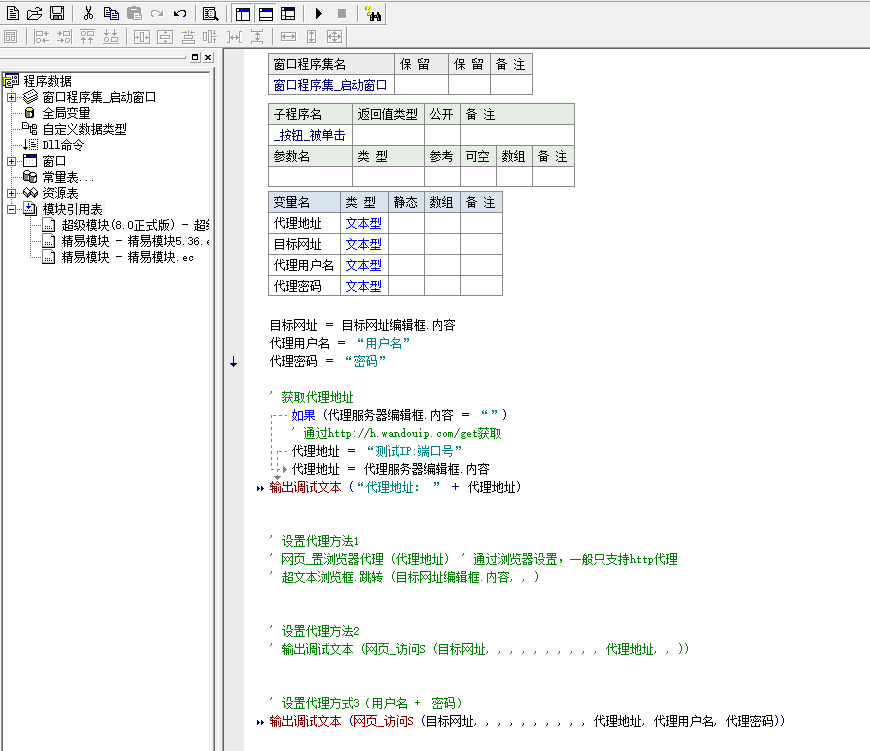 程序数据
窗口程序集_启动窗口
全局变量
自定义数据类型
Dll命令
窗口
常量表...
资源表
模块引用表
超级模块(8.0正式版) - 超级
精易模块 - 精易模块5.36.e
精易模块 - 精易模块.ec
窗口程序集名 保 留 保 留 备 注
窗口程序集_启动窗口
子程序名 返回值类型 公开 备 注
_按钮_被单击
参数名 类 型 参考 可空 数组 备 注
变量名 类 型 静态 数组 备 注
代理地址 文本型
目标网址 文本型
代理用户名 文本型
代理密码 文本型
目标网址 = 目标网址编辑框.内容
代理用户名 = “用户名”
代理密码 = “密码”
' 获取代理地址
如果 (代理服务器编辑框.内容 = “”)
' 通过http://h.wandouip.com/get获取
代理地址 = “测试IP:端口号”
代理地址 = 代理服务器编辑框.内容
输出调试文本 (“代理地址: ” + 代理地址)
' 设置代理方法1
' 网页_置浏览器代理 (代理地址) ' 通过浏览器设置，一般只支持http代理
' 超文本浏览框.跳转 (目标网址编辑框.内容, , )
' 设置代理方法2
' 输出调试文本 (网页_访问S (目标网址, , , , , , , , , , 代理地址, , ))
' 设置代理方式3（用户名 + 密码）
输出调试文本 (网页_访问S (目标网址, , , , , , , , , , 代理地址, 代理用户名, 代理密码))